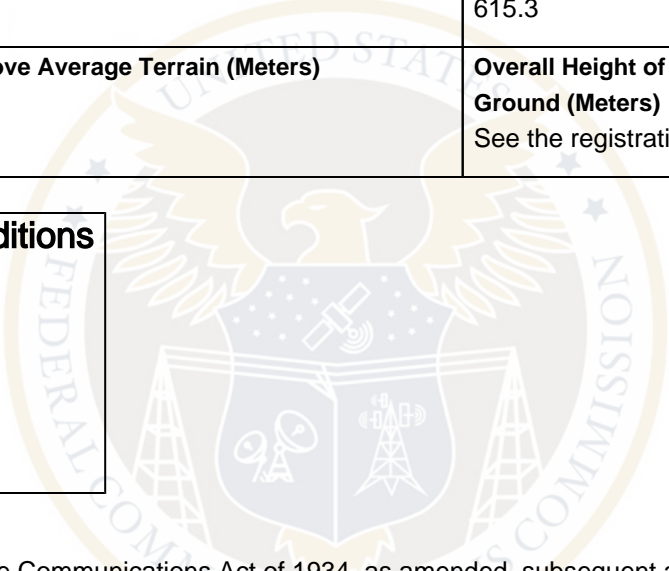 615.3
ove Average Terrain (Meters)
Overall Height of
Ground (Meters)
See the registrati
ditions
UNITED STATES
FEDERAL COMMUNICATIONS COMMISSION
e Communications Act of 1934, as amended, subsequent a